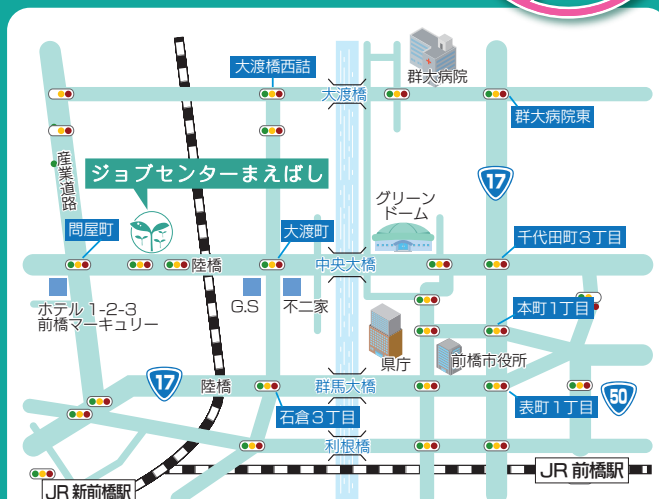 大渡橋西詰
群大病院
大渡橋
群大病院東
産業道路
ジョブセンターまえばし
17
グリーン
ドーム
問屋町
大渡町
千代田町3丁目
陸橋
中央大橋
ホテル 1-2-3
前橋マーキュリー
G.S
不二家
本町1丁目
県庁
前橋市役所
17
陸橋
群馬大橋
50
石倉3丁目
表町1丁目
利根橋
JR 新前橋駅
JR 前橋駅